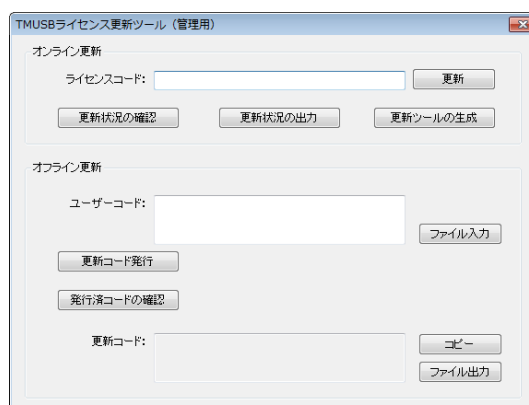 TMUSBライセンス更新ツール（管理用）
オンライン更新
ライセンスコード:
更新
更新状況の確認
更新状況の出力
更新ツールの生成
オフライン更新
ユーザーコード:
ファイル入力
更新コード発行
発行済コードの確認
更新コード:
コピー
ファイル出力